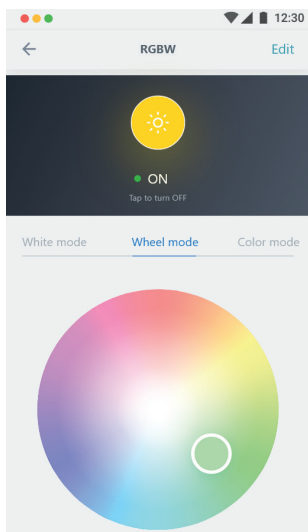 12:30
RGBW Edit
ON
Tap to turn OFF
White mode Wheel mode Color mode